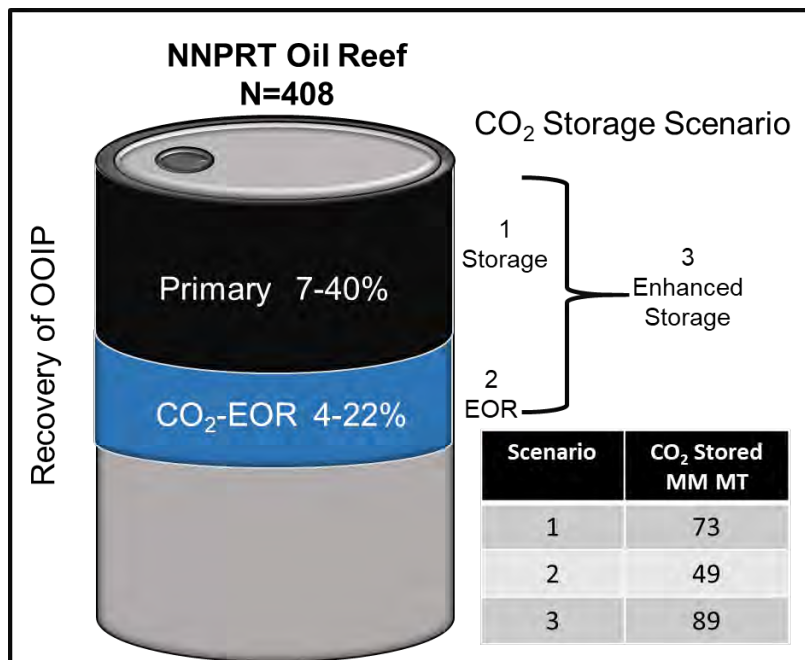 NNPRT Oil Reef
N=408
CO₂ Storage Scenario
Recovery of OOIP
Primary 7-40%
CO₂-EOR 4-22%
1
Storage
2
EOR
3
Enhanced
Storage
Scenario CO₂ Stored
MM MT
1 73
2 49
3 89